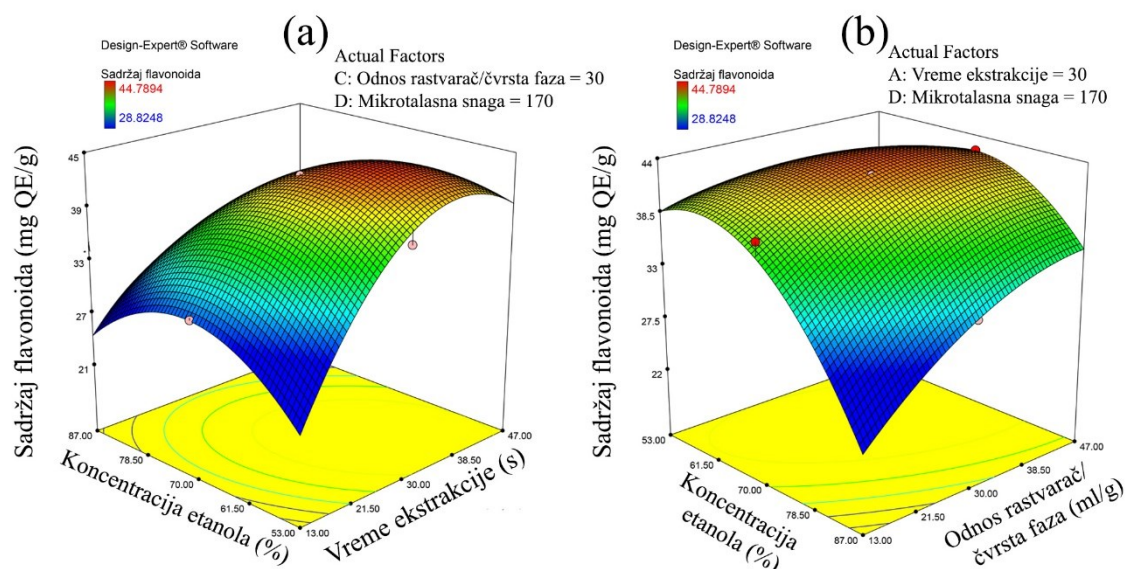 (a)
Design-Expert® Software
Sadržaj flavonoida
44.7894
28.8248
Actual Factors
C: Odnos rastvarač/čvrsta faza = 30
D: Mikrotalasna snaga = 170
Sadržaj flavonoida (mg QE/g)
45
39
33
27
21
87.00
78.50
70.00
61.50
53.00
Koncentracija etanola (%)
13.00
21.50
30.00
38.50
47.00
Vreme ekstrakcije (s)
(b)
Design-Expert® Software
Sadržaj flavonoida
44.7894
28.8248
Actual Factors
A: Vreme ekstrakcije = 30
D: Mikrotalasna snaga = 170
Sadržaj flavonoida (mg QE/g)
44
38.5
33
27.5
22
53.00
61.50
70.00
78.50
87.00
Koncentracija
etanola (%)
13.00
21.50
30.00
38.50
47.00
Odnos rastvarač/
čvrsta faza (ml/g)